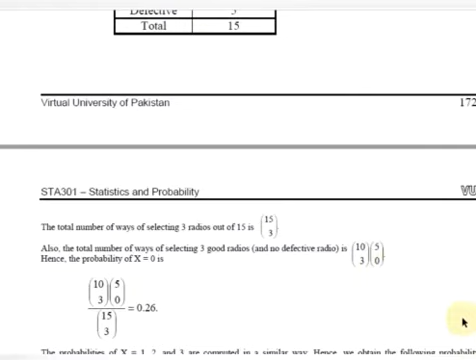 Defective 5
Total 15
Virtual University of Pakistan 172
STA301 – Statistics and Probability VU
The total number of ways of selecting 3 radios out of 15 is (15 3)
Also, the total number of ways of selecting 3 good radios (and no defective radio) is (10 3)(5 0)
Hence, the probability of X = 0 is
(10 3)(5 0)
(15 3)
= 0.26.
The probabilities of X = 1, 2, and 3 are computed in a similar way. Hence, we obtain the following